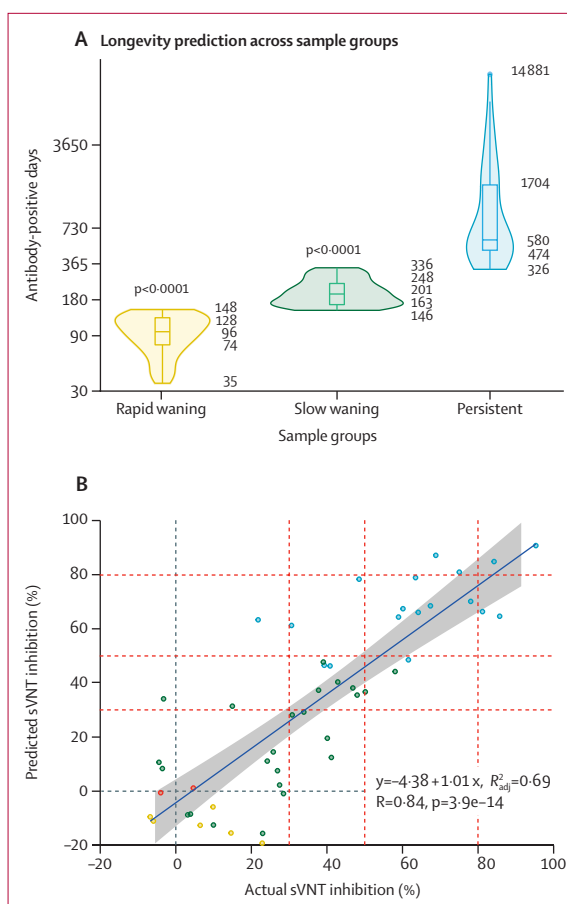 A Longevity prediction across sample groups
14 881
3650
1704
730
580
474
326
365
180
90
30
Antibody-positive days
p<0·0001
148
128
96
74
35
p<0·0001
336
248
201
163
146
Rapid waning
Slow waning
Persistent
Sample groups
B
100
80
60
40
20
0
–20
Predicted sVNT inhibition (%)
y=–4·38 + 1·01 x, R²adj=0·69
R=0·84, p=3·9e–14
–20
0
20
40
60
80
100
Actual sVNT inhibition (%)